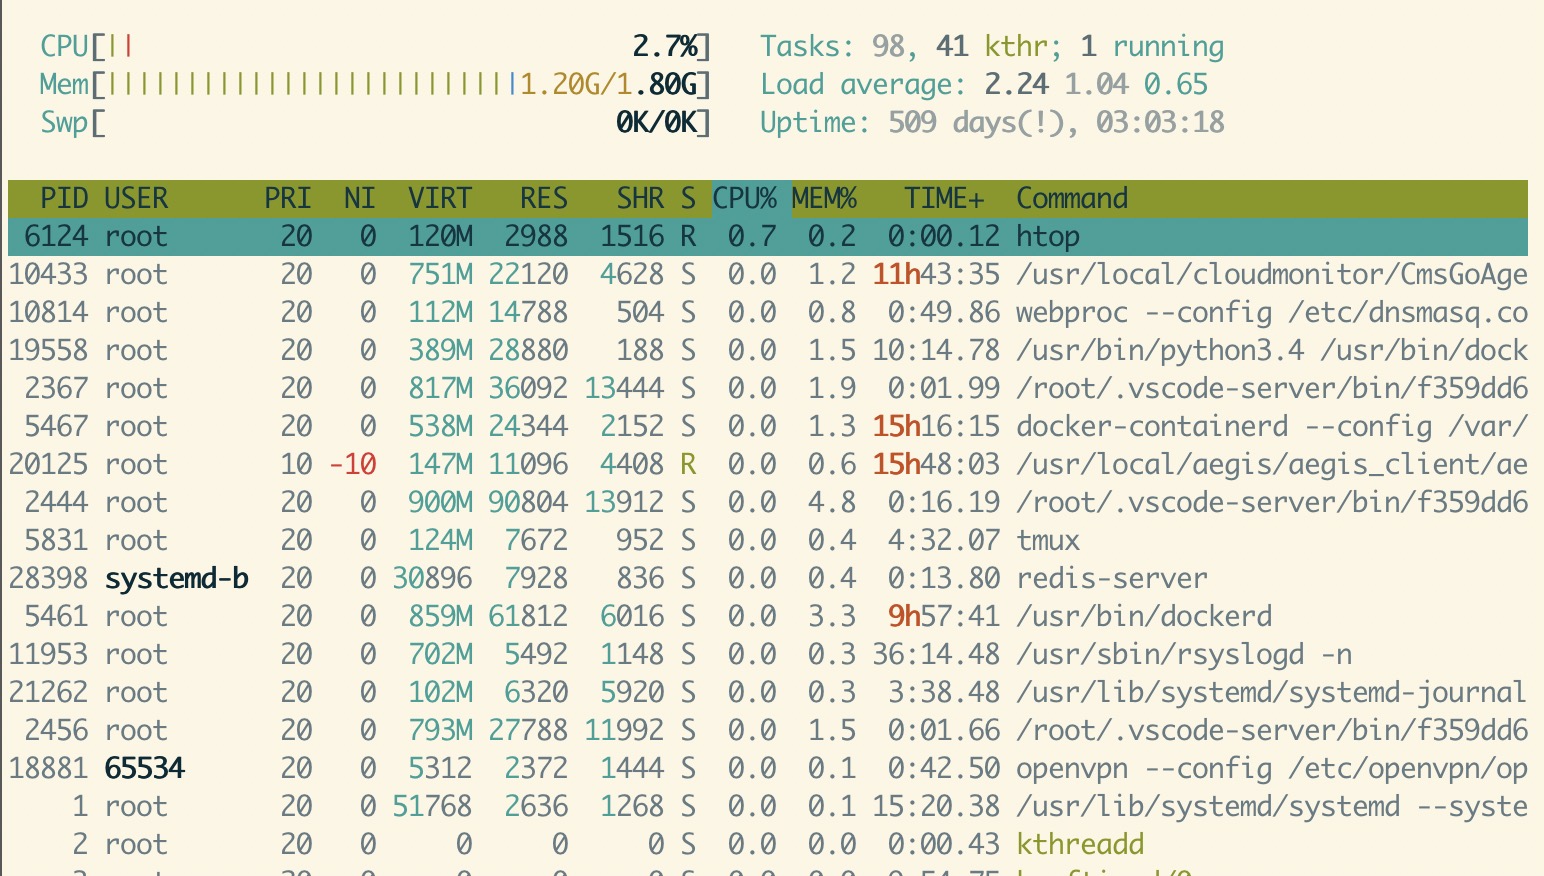 CPU[|| 2.7%] Tasks: 98, 41 kthr; 1 running
Mem[||||||||||||||||||||||||||1.20G/1.80G] Load average: 2.24 1.04 0.65
Swp[ 0K/0K] Uptime: 509 days(!), 03:03:18
PID USER PRI NI VIRT RES SHR S CPU% MEM% TIME+ Command
6124 root 20 0 120M 2988 1516 R 0.7 0.2 0:00.12 htop
10433 root 20 0 751M 22120 4628 S 0.0 1.2 11h43:35 /usr/local/cloudmonitor/CmsGoAge
10814 root 20 0 112M 14788 504 S 0.0 0.8 0:49.86 webproc --config /etc/dnsmasq.co
19558 root 20 0 389M 28880 188 S 0.0 1.5 10:14.78 /usr/bin/python3.4 /usr/bin/dock
2367 root 20 0 817M 36092 13444 S 0.0 1.9 0:01.99 /root/.vscode-server/bin/f359dd6
5467 root 20 0 538M 24344 2152 S 0.0 1.3 15h16:15 docker-containerd --config /var/
20125 root 10 -10 147M 11096 4408 R 0.0 0.6 15h48:03 /usr/local/aegis/aegis_client/ae
2444 root 20 0 900M 90804 13912 S 0.0 4.8 0:16.19 /root/.vscode-server/bin/f359dd6
5831 root 20 0 124M 7672 952 S 0.0 0.4 4:32.07 tmux
28398 systemd-b 20 0 30896 7928 836 S 0.0 0.4 0:13.80 redis-server
5461 root 20 0 859M 61812 6016 S 0.0 3.3 9h57:41 /usr/bin/dockerd
11953 root 20 0 702M 5492 1148 S 0.0 0.3 36:14.48 /usr/sbin/rsyslogd -n
21262 root 20 0 102M 6320 5920 S 0.0 0.3 3:38.48 /usr/lib/systemd/systemd-journal
2456 root 20 0 793M 27788 11992 S 0.0 1.5 0:01.66 /root/.vscode-server/bin/f359dd6
18881 65534 20 0 5312 2372 1444 S 0.0 0.1 0:42.50 openvpn --config /etc/openvpn/op
1 root 20 0 51768 2636 1268 S 0.0 0.1 15:20.38 /usr/lib/systemd/systemd --syste
2 root 20 0 0 0 0 S 0.0 0.0 0:00.43 kthreadd